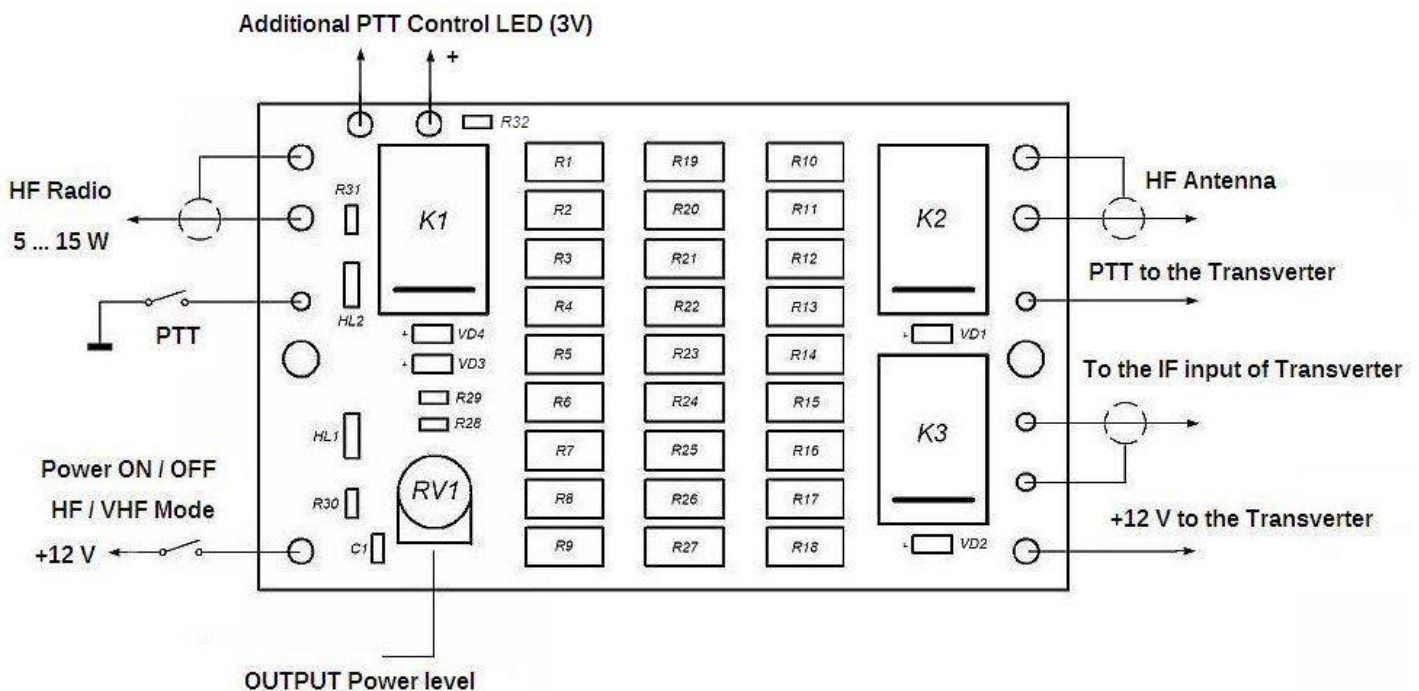 Additional PTT Control LED (3V)
+
R32
HF Radio
5 ... 15 W
PTT
Power ON / OFF
HF / VHF Mode
+12 V
R31
HL2
HL1
R30
C1
K1
+ VD4
+ VD3
R29
R28
RV1
R1 R19 R10
R2 R20 R11
R3 R21 R12
R4 R22 R13
R5 R23 R14
R6 R24 R15
R7 R25 R16
R8 R26 R17
R9 R27 R18
K2
+ VD1
K3
+ VD2
HF Antenna
PTT to the Transverter
To the IF input of Transverter
+12 V to the Transverter
OUTPUT Power level